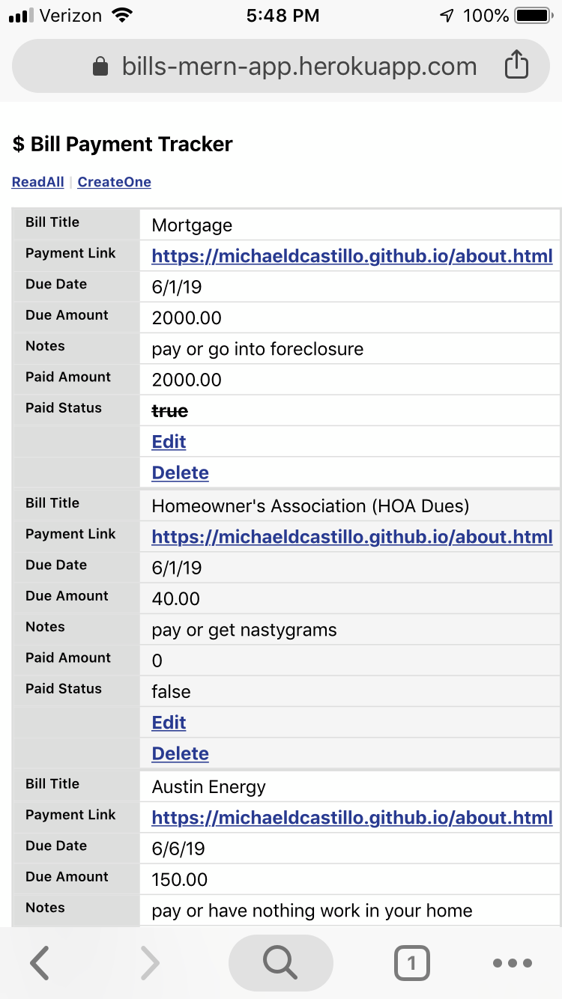 Verizon 5:48 PM 100%
bills-mern-app.herokuapp.com
$ Bill Payment Tracker
ReadAll | CreateOne
Bill Title Mortgage
Payment Link https://michaeldcastillo.github.io/about.html
Due Date 6/1/19
Due Amount 2000.00
Notes pay or go into foreclosure
Paid Amount 2000.00
Paid Status true
Edit
Delete
Bill Title Homeowner's Association (HOA Dues)
Payment Link https://michaeldcastillo.github.io/about.html
Due Date 6/1/19
Due Amount 40.00
Notes pay or get nastygrams
Paid Amount 0
Paid Status false
Edit
Delete
Bill Title Austin Energy
Payment Link https://michaeldcastillo.github.io/about.html
Due Date 6/6/19
Due Amount 150.00
Notes pay or have nothing work in your home
1